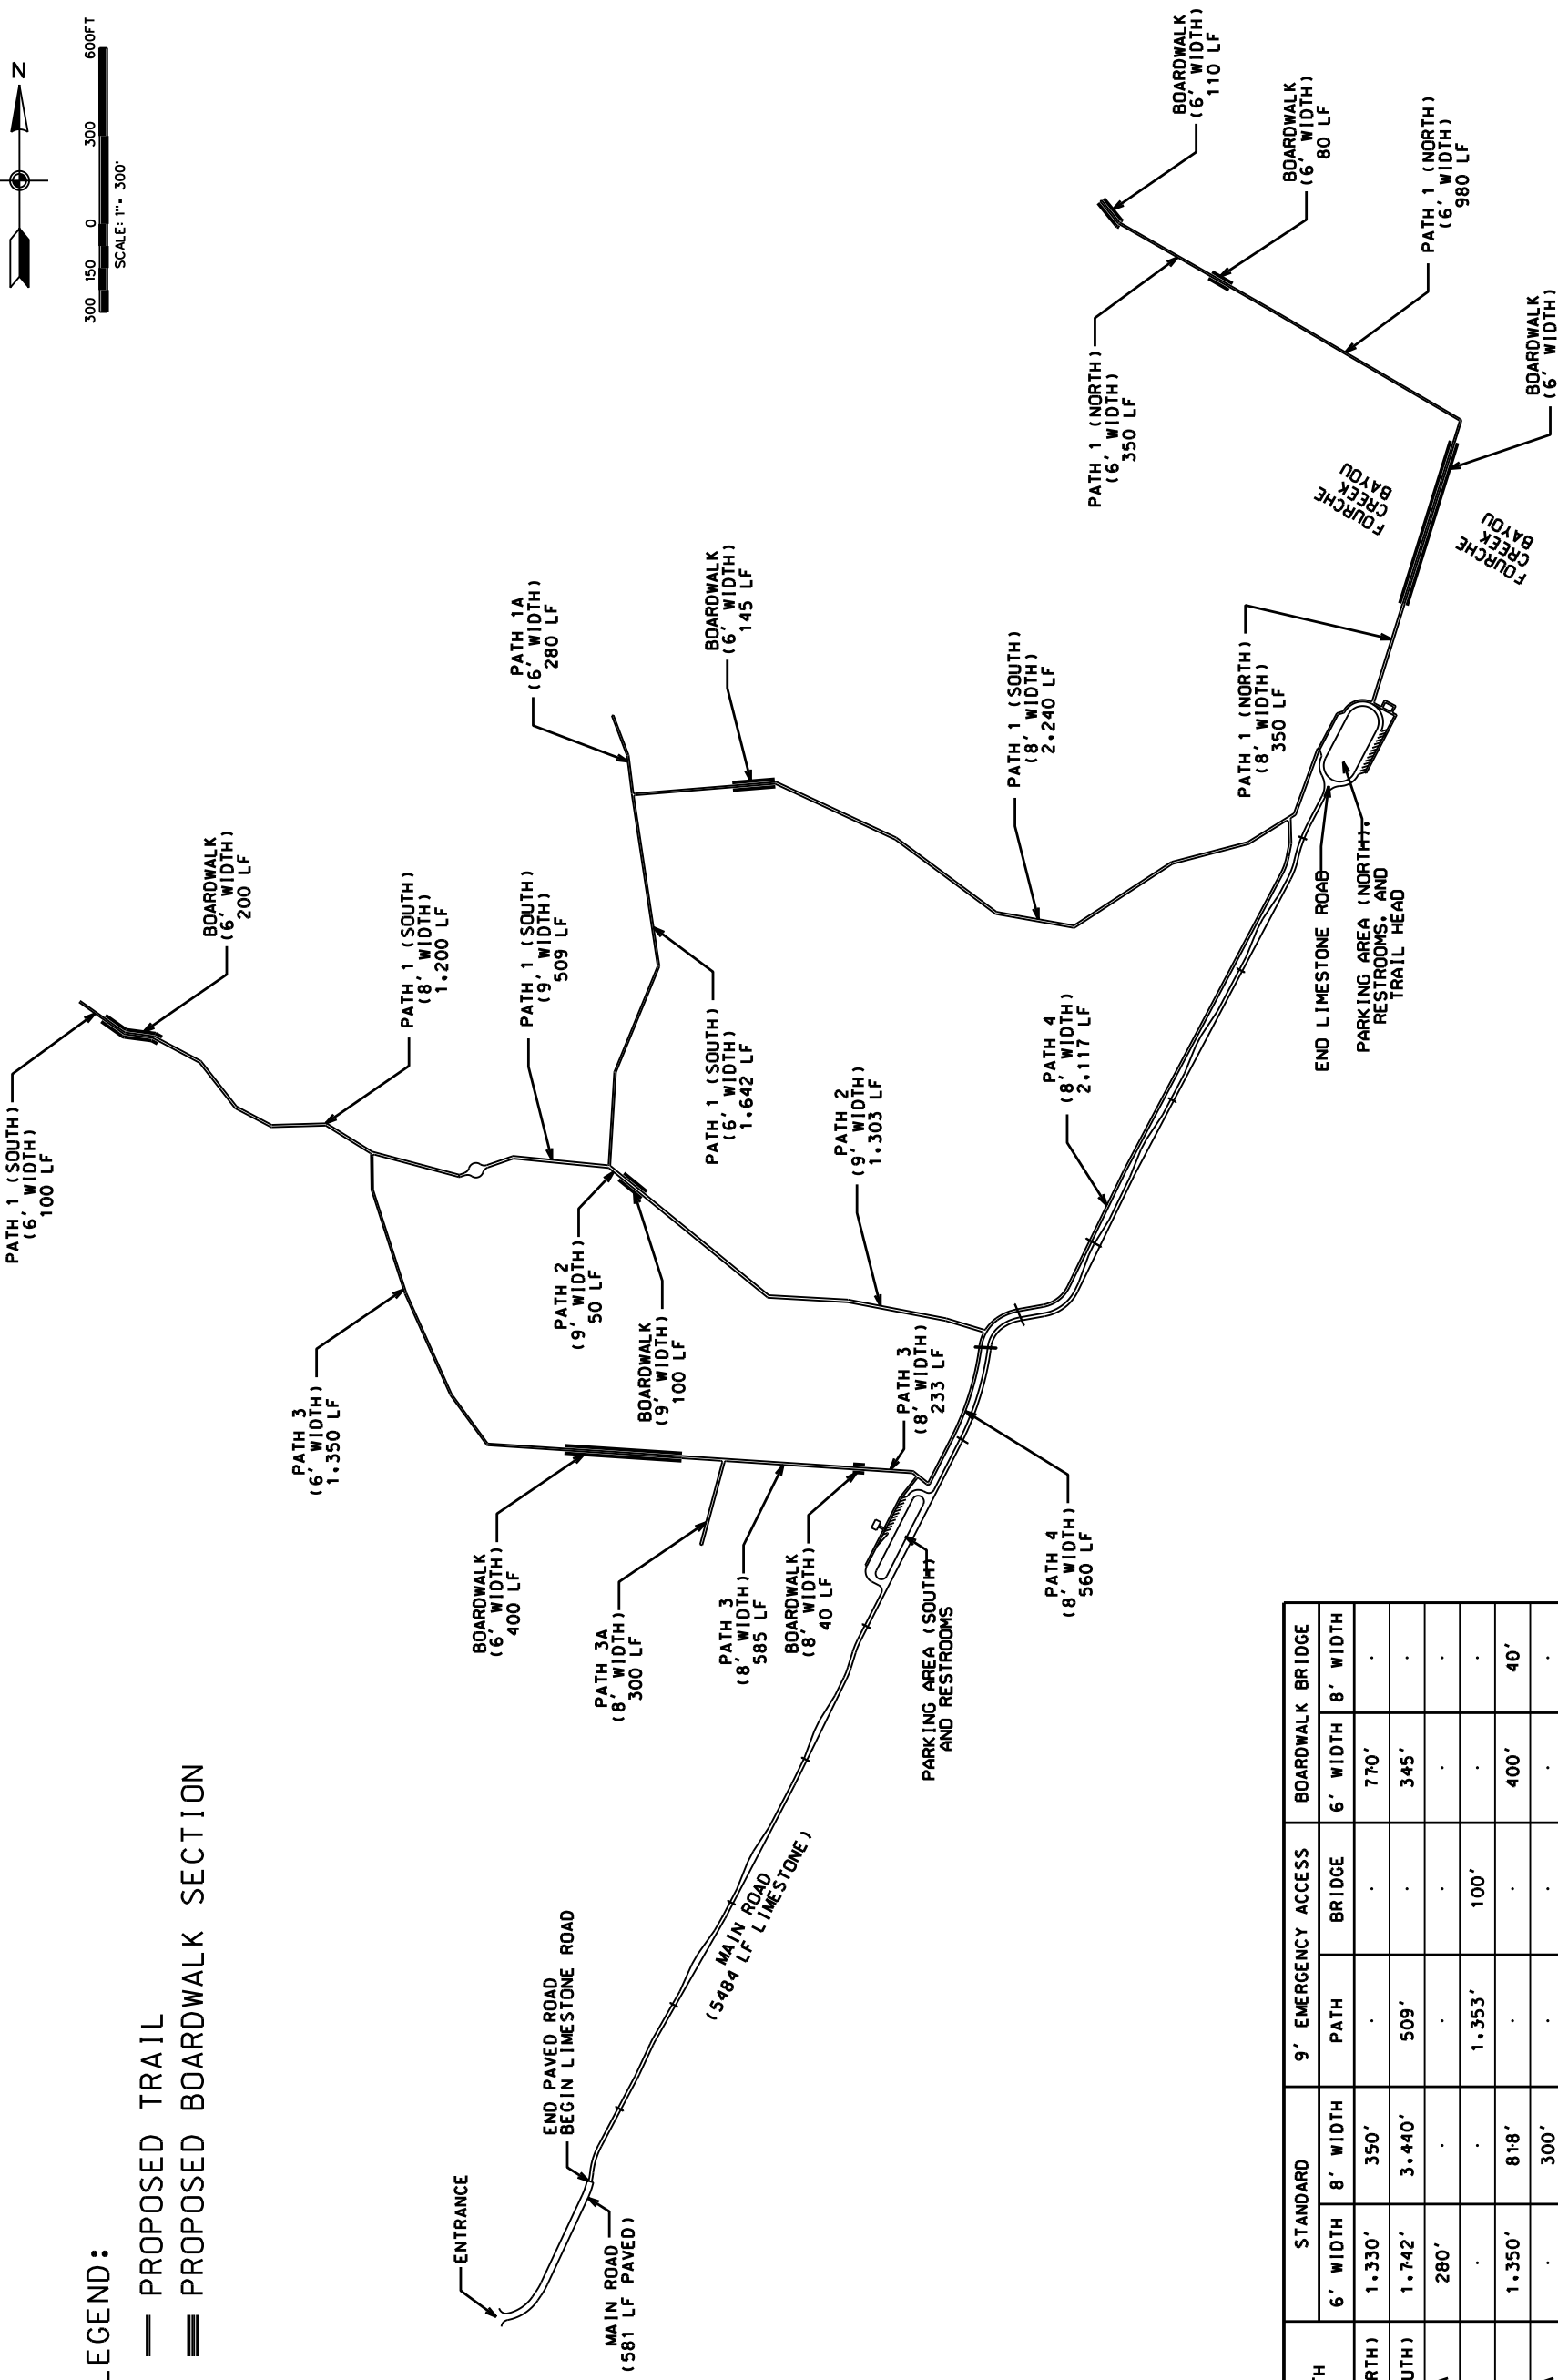 LEGEND:
PROPOSED TRAIL
PROPOSED BOARDWALK SECTION
N
300 150 0 300 600FT
SCALE: 1"= 300'
ENTRANCE
MAIN ROAD
(581 LF PAVED)
END PAVED ROAD
BEGIN LIMESTONE ROAD
MAIN ROAD
(5484 LF LIMESTONE)
PARKING AREA (SOUTH)
AND RESTROOMS
PATH 3A
(8' WIDTH)
300 LF
PATH 3
(8' WIDTH)
585 LF
BOARDWALK
(8' WIDTH)
40 LF
BOARDWALK
(6' WIDTH)
400 LF
PATH 4
(8' WIDTH)
560 LF
PATH 3
(8' WIDTH)
233 LF
PATH 3
(6' WIDTH)
1.350 LF
BOARDWALK
(9' WIDTH)
100 LF
PATH 2
(9' WIDTH)
50 LF
PATH 2
(9' WIDTH)
1.303 LF
PATH 1 (SOUTH)
(6' WIDTH)
100 LF
BOARDWALK
(6' WIDTH)
200 LF
PATH 1 (SOUTH)
(8' WIDTH)
1.200 LF
PATH 1 (SOUTH)
(9' WIDTH)
509 LF
PATH 1 (SOUTH)
(6' WIDTH)
1.642 LF
PATH 4
(8' WIDTH)
2.117 LF
PATH 1A
(6' WIDTH)
280 LF
BOARDWALK
(6' WIDTH)
145 LF
PATH 1 (SOUTH)
(8' WIDTH)
2.240 LF
END LIMESTONE ROAD
PARKING AREA (NORTH).
RESTROOMS. AND
TRAIL HEAD
PATH 1 (NORTH)
(8' WIDTH)
350 LF
FOURCHE
CREEK
BAYOU
FOURCHE
CREEK
BAYOU
BOARDWALK
(6' WIDTH)
PATH 1 (NORTH)
(6' WIDTH)
350 LF
PATH 1 (NORTH)
(6' WIDTH)
980 LF
BOARDWALK
(6' WIDTH)
80 LF
BOARDWALK
(6' WIDTH)
110 LF
STANDARD 9' EMERGENCY ACCESS BOARDWALK BRIDGE
6' WIDTH 8' WIDTH PATH BRIDGE 6' WIDTH 8' WIDTH
1.330' 350' 770'
1.742' 3.440' 509' 345'
280'
1.353' 100'
1.350' 818' 400' 40'
300'